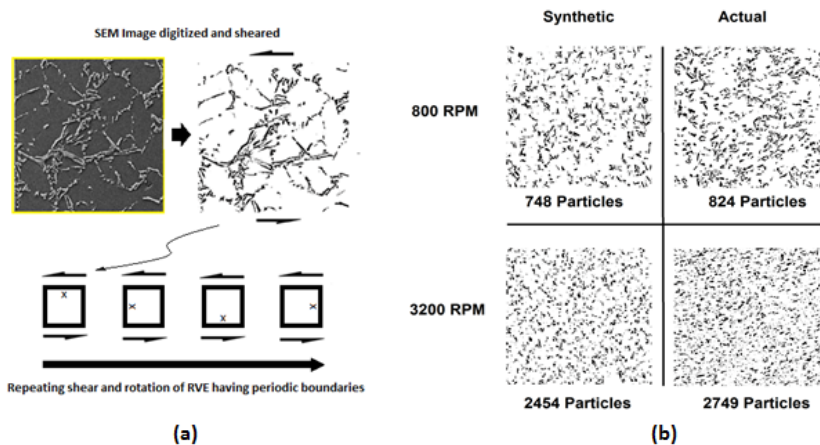 SEM Image digitized and sheared
x x x x
Repeating shear and rotation of RVE having periodic boundaries
(a)
Synthetic Actual
800 RPM
748 Particles 824 Particles
3200 RPM
2454 Particles 2749 Particles
(b)